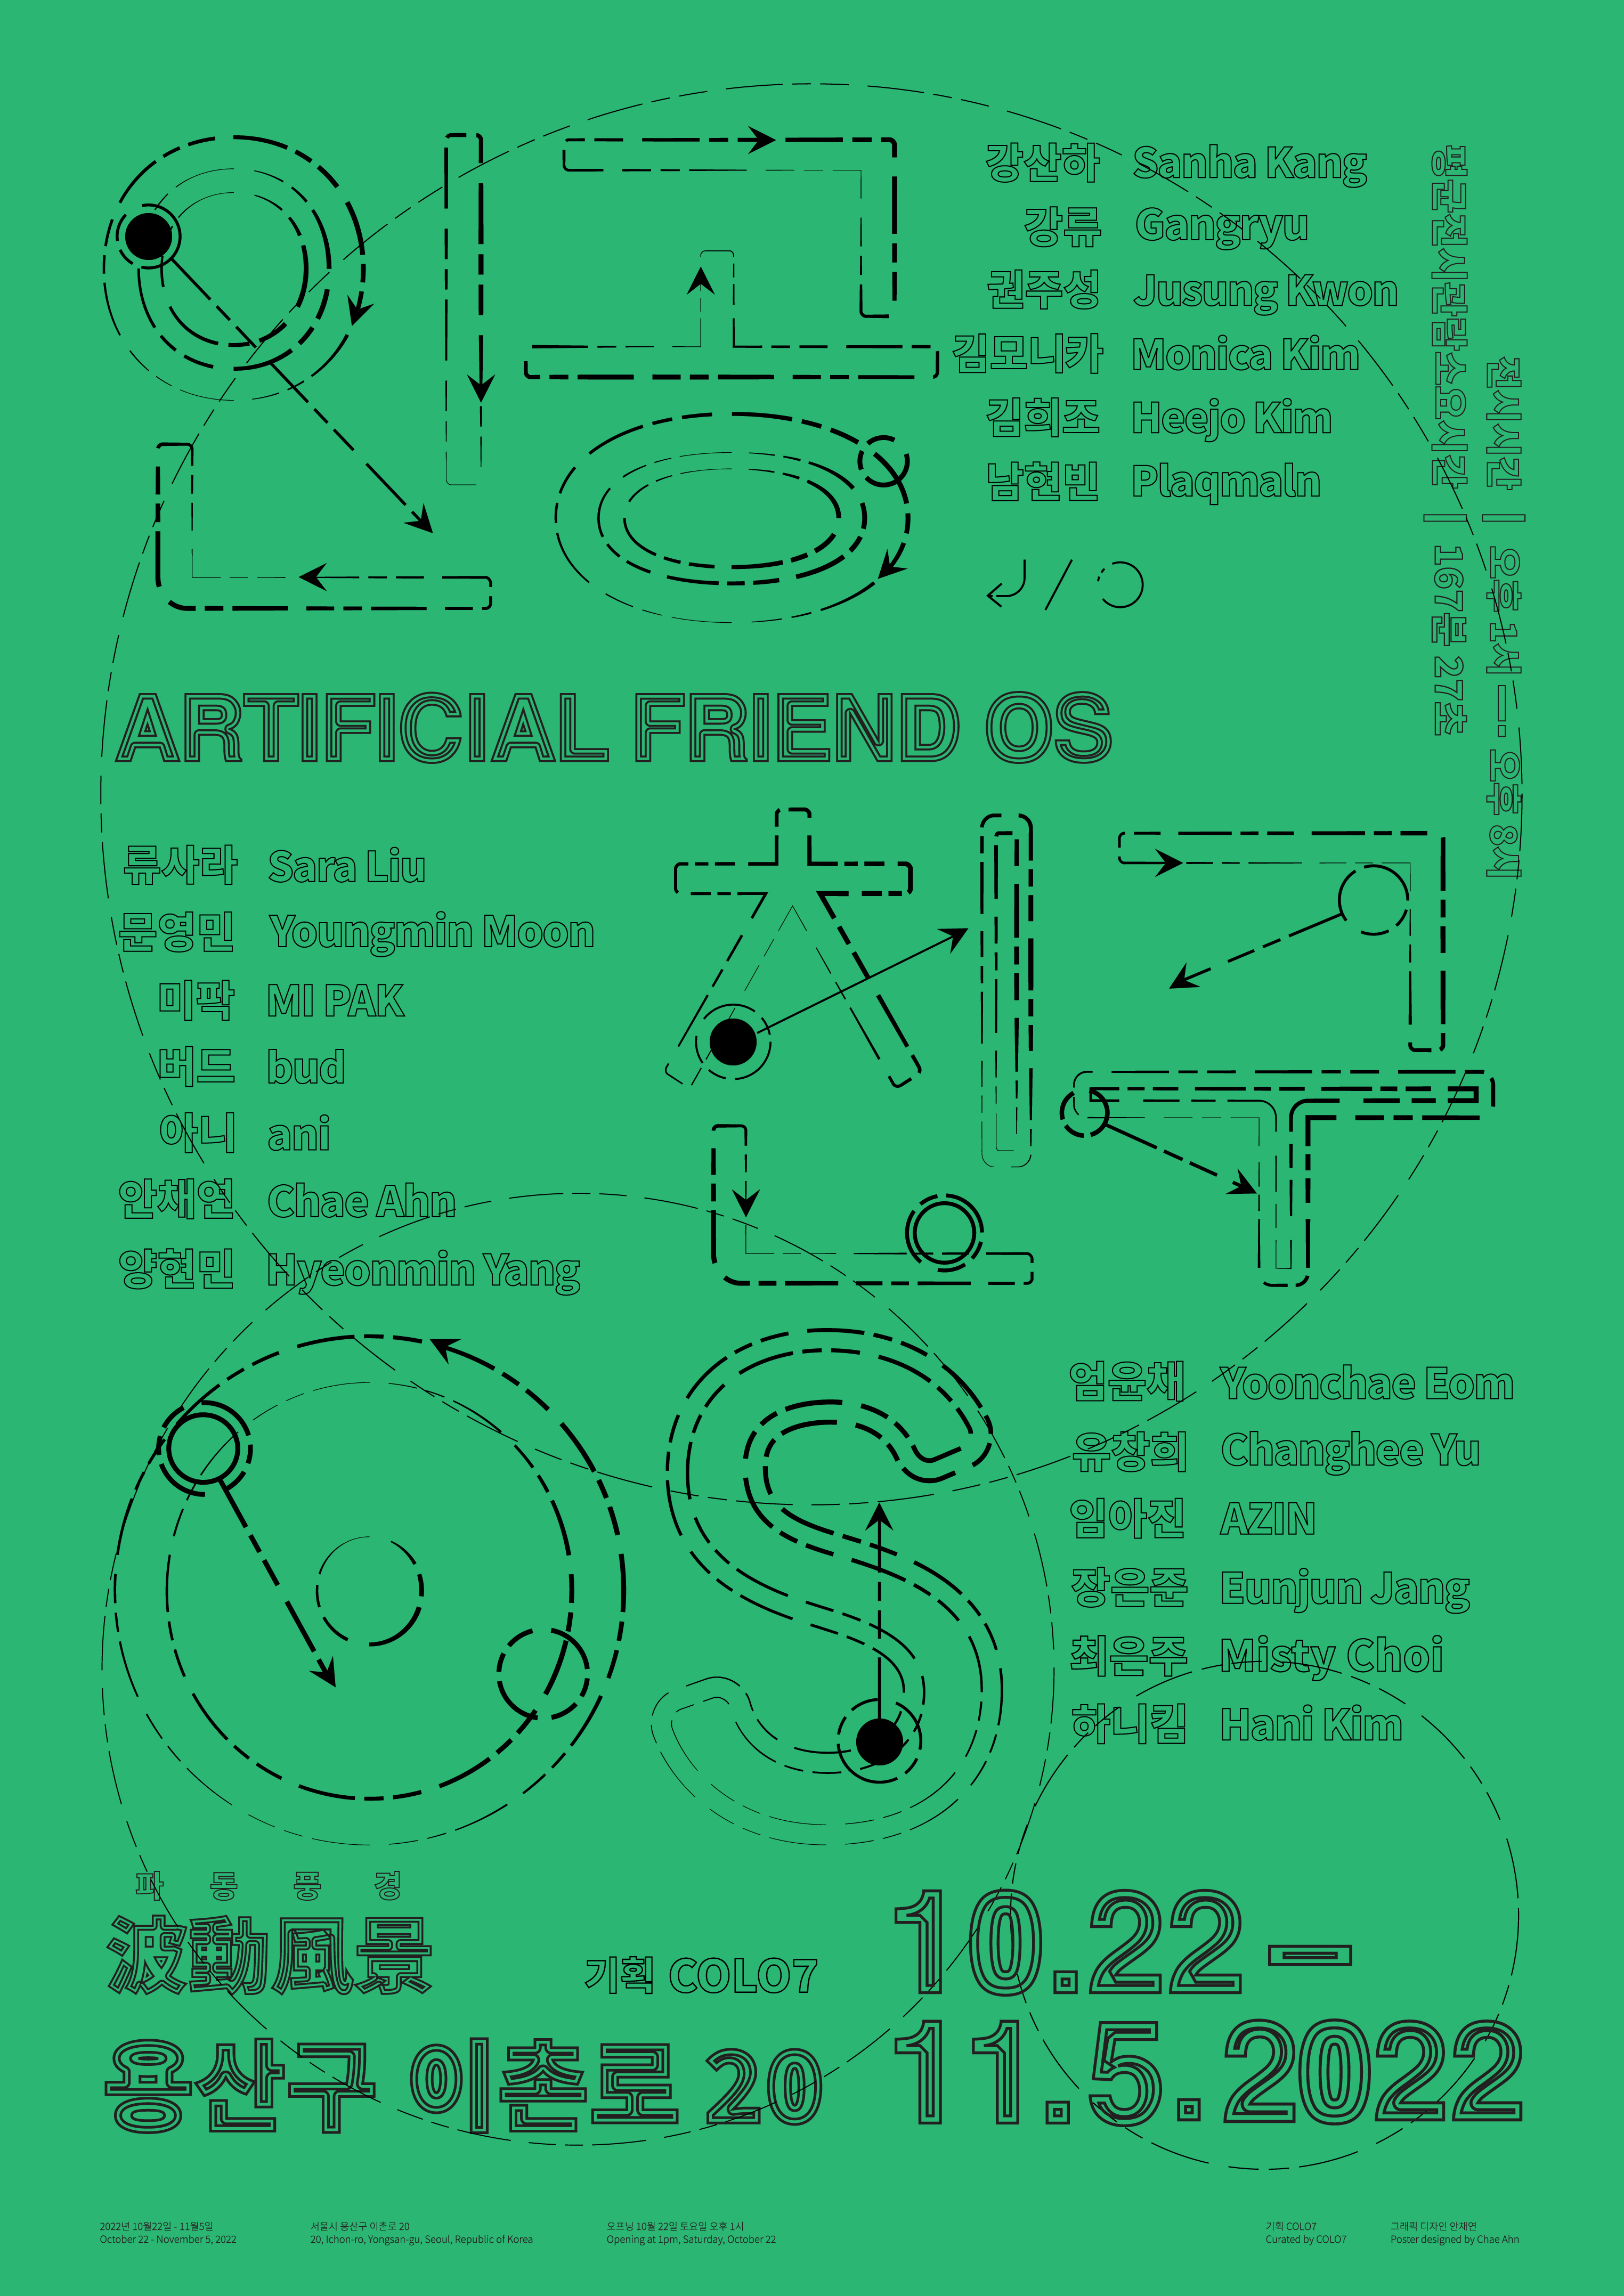 인공
강산하 Sanha Kang
강류 Gangryu
권주성 Jusung Kwon
김모니카 Monica Kim
김희조 Heejo Kim
남현빈 Plaqmaln
전시시간 | 오후 1시 — 오후 8시
평균전시관람소요시간 | 167분 27초
ARTIFICIAL FRIEND OS
친구
류사라 Sara Liu
문영민 Youngmin Moon
미팍 MI PAK
버드 bud
아니 ani
안채연 Chae Ahn
양현민 Hyeonmin Yang
OS
엄윤채 Yoonchae Eom
유창희 Changhee Yu
임아진 AZIN
장은준 Eunjun Jang
최은주 Misty Choi
하니킴 Hani Kim
파동풍경
波動風景
기획 COLO7
용산구 이촌로 20
10.22 –
11.5.2022
2022년 10월22일 - 11월5일
October 22 - November 5, 2022
서울시 용산구 이촌로 20
20, Ichon-ro, Yongsan-gu, Seoul, Republic of Korea
오프닝 10월 22일 토요일 오후 1시
Opening at 1pm, Saturday, October 22
기획 COLO7
Curated by COLO7
그래픽 디자인 안채연
Poster designed by Chae Ahn